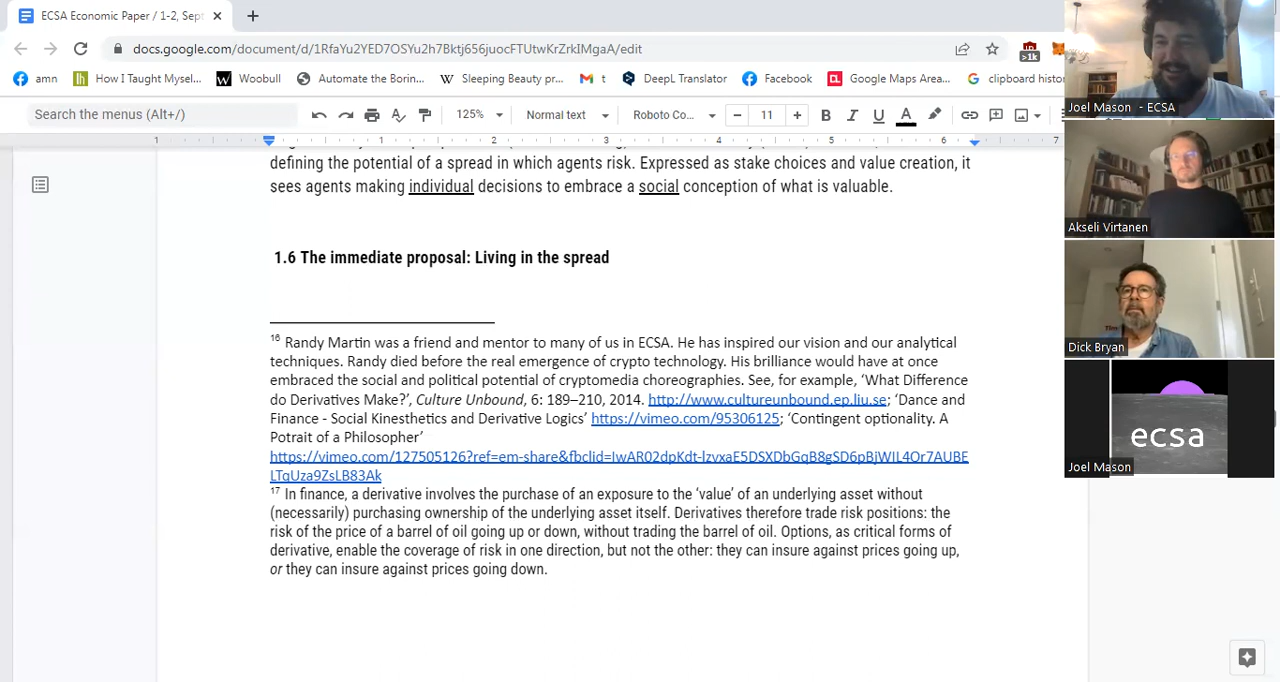 ECSA Economic Paper / 1-2, Sept
docs.google.com/document/d/1RfaYu2YED7OSYu2h7Bktj656juocFTUtwKrZrkIMgaA/edit
>1k
amn
How I Taught Mysel...
Woobull
Automate the Borin...
Sleeping Beauty pr...
t
DeepL Translator
Facebook
Google Maps Area...
clipboard histor
Search the menus (Alt+/)
125%
Normal text
Roboto Co...
11
B
I
U
A
1
1
2
3
4
5
6
7
defining the potential of a spread in which agents risk. Expressed as stake choices and value creation, it
sees agents making individual decisions to embrace a social conception of what is valuable.
1.6 The immediate proposal: Living in the spread
16 Randy Martin was a friend and mentor to many of us in ECSA. He has inspired our vision and our analytical
techniques. Randy died before the real emergence of crypto technology. His brilliance would have at once
embraced the social and political potential of cryptomedia choreographies. See, for example, 'What Difference
do Derivatives Make?', Culture Unbound, 6: 189–210, 2014. http://www.cultureunbound.ep.liu.se; 'Dance and
Finance - Social Kinesthetics and Derivative Logics' https://vimeo.com/95306125; 'Contingent optionality. A
Potrait of a Philosopher'
https://vimeo.com/127505126?ref=em-share&fbclid=IwAR02dpKdt-IzvxaE5DSXDbGqB8gSD6pBjWIL4Or7AUBE
LTqUza9ZsLB83Ak
17 In finance, a derivative involves the purchase of an exposure to the 'value' of an underlying asset without
(necessarily) purchasing ownership of the underlying asset itself. Derivatives therefore trade risk positions: the
risk of the price of a barrel of oil going up or down, without trading the barrel of oil. Options, as critical forms of
derivative, enable the coverage of risk in one direction, but not the other: they can insure against prices going up,
or they can insure against prices going down.
Joel Mason - ECSA
Akseli Virtanen
Tim
Dick Bryan
ecsa
Joel Mason